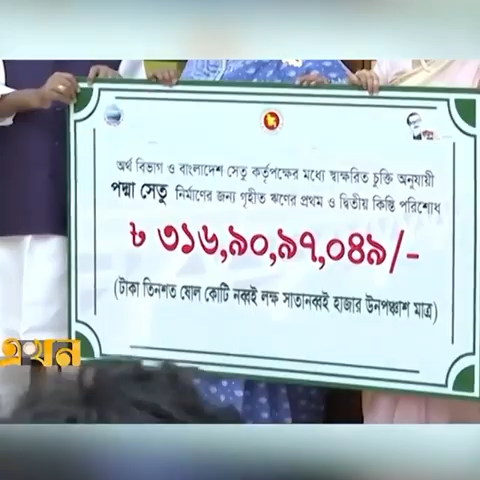 অর্থ বিভাগ ও বাংলাদেশ সেতু কর্তৃপক্ষের মধ্যে স্বাক্ষরিত চুক্তি অনুযায়ী
পদ্মা সেতু নির্মাণের জন্য গৃহীত ঋণের প্রথম ও দ্বিতীয় কিস্তি পরিশোধ
৳ ৩১৬,৯০,৯৭,০৪৯/-
(টাকা তিনশত ষোল কোটি নব্বই লক্ষ সাতানব্বই হাজার উনপঞ্চাশ মাত্র)
এখন